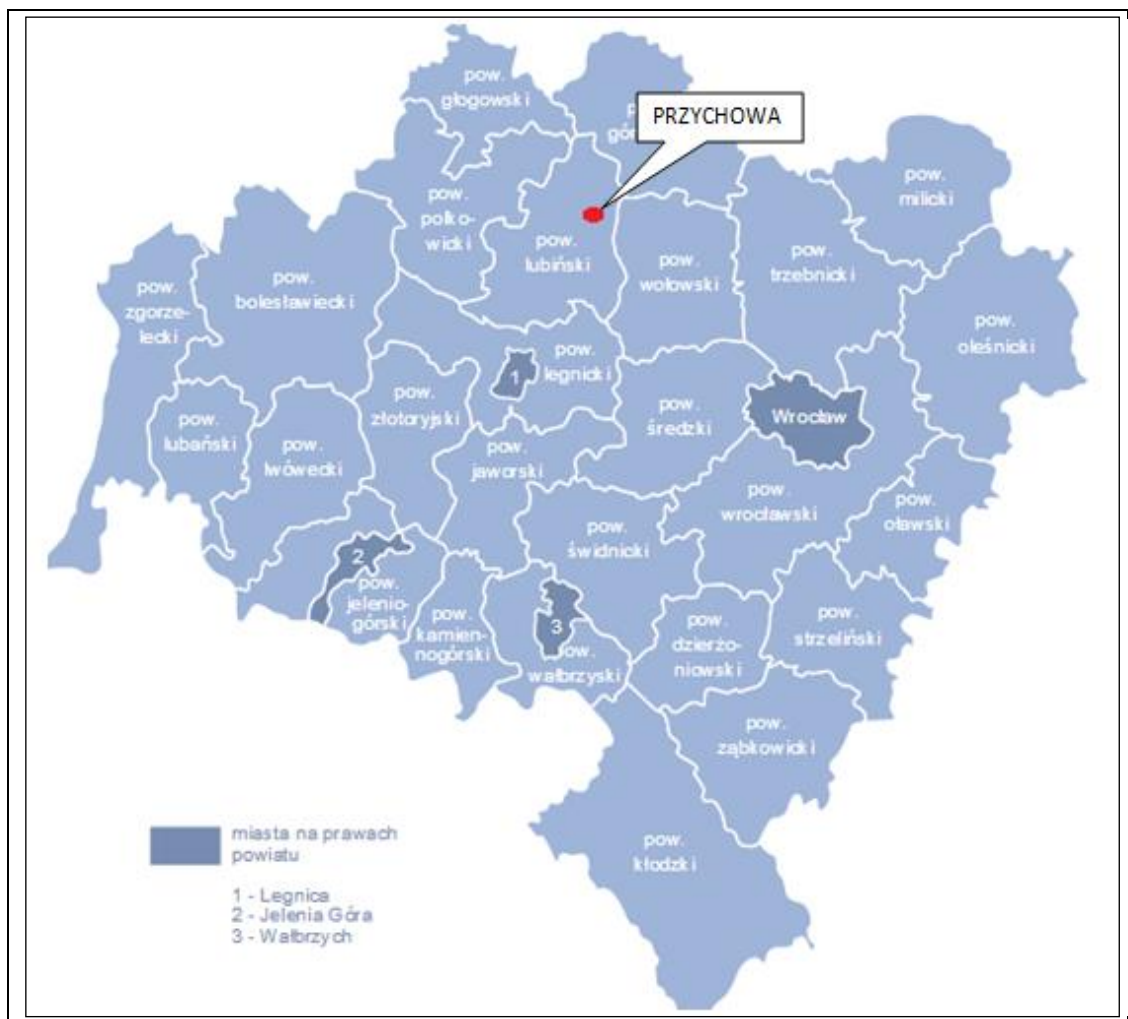 pow.
głogowski
PRZYCHOWA
pow.
milicki
pow.
polko-
wicki
pow.
lubiński
pow.
wołowski
pow.
trzebnicki
pow.
zgorze-
lecki
pow.
bolesławiecki
pow.
oleśnicki
pow.
legnicki
1
pow.
złotoryjski
pow.
średzki
Wrocław
pow.
lubański
pow.
lwówecki
pow.
jaworski
pow.
wrocławski
pow.
oławski
pow.
świdnicki
2
pow.
jelenio-
górski
pow.
kamien-
nogórski
3
pow.
wałbrzyski
pow.
dzierżo-
niowski
pow.
strzeliński
pow.
ząbkowicki
pow.
kłodzki
miasta na prawach
powiatu
1 - Legnica
2 - Jelenia Góra
3 - Wałbrzych